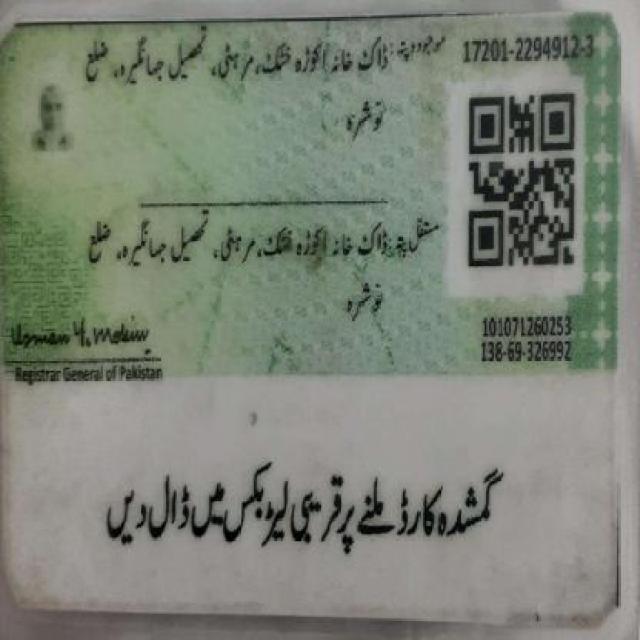 موجودہ پتہ: ڈاک خانہ اکوڑہ خٹک، مرہٹی، تحصیل جہانگیرہ، ضلع 17201-2294912-3
نوشہرہ
مستقل پتہ: ڈاک خانہ اکوڑہ خٹک، مرہٹی، تحصیل جہانگیرہ، ضلع
نوشہرہ
101071260253
138-69-326992
Usman Y. Mobin
Registrar General of Pakistan
گمشدہ کارڈ ملنے پر قریبی لیٹر بکس میں ڈال دیں